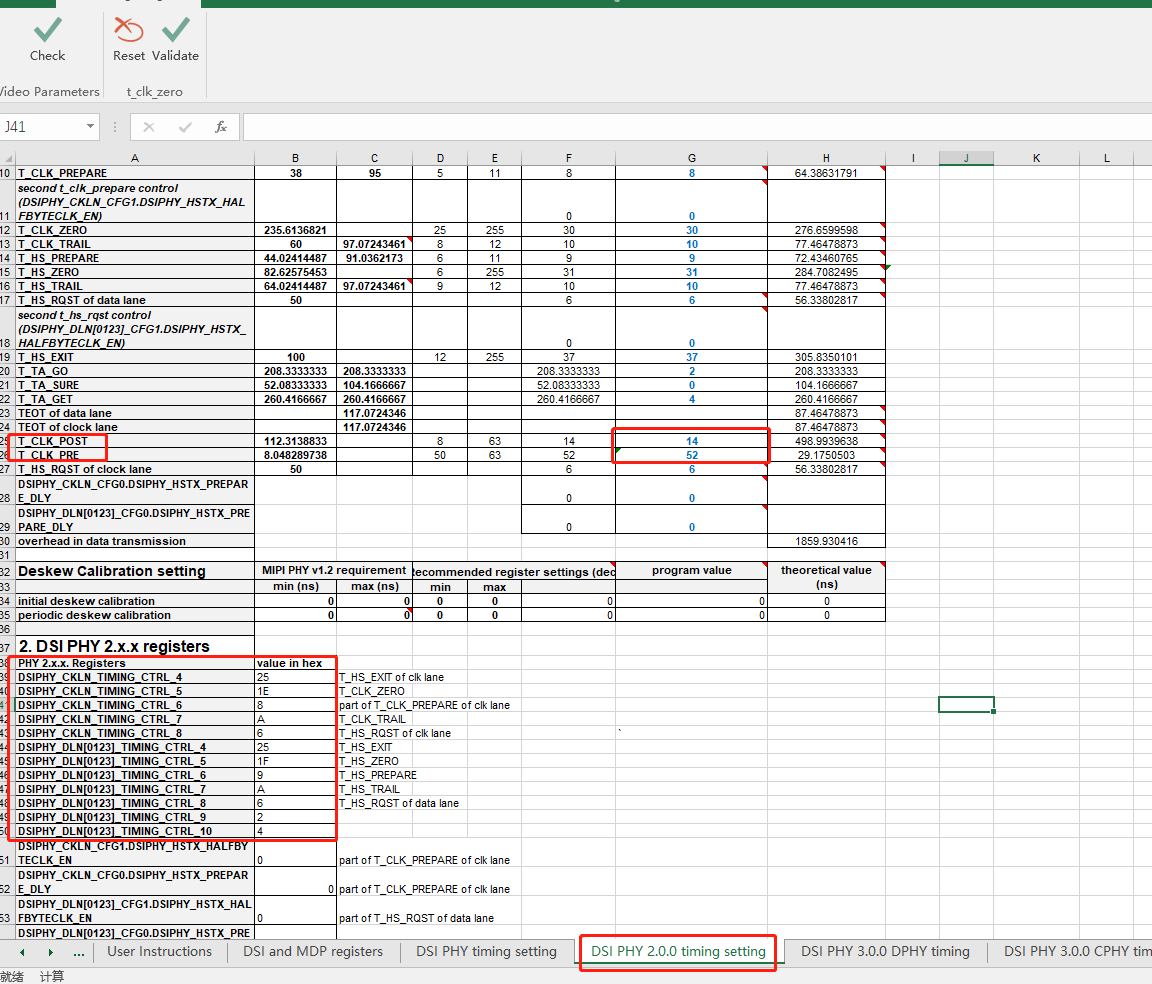 Check
Reset Validate
Video Parameters t_clk_zero
J41 fx
A B C D E F G H I J K L
10 T_CLK_PREPARE 38 95 5 11 8 8 64.38631791
second t_clk_prepare control
(DSIPHY_CKLN_CFG1.DSIPHY_HSTX_HAL
11 FBYTECLK_EN) 0 0
12 T_CLK_ZERO 235.6136821 25 255 30 30 276.6599598
13 T_CLK_TRAIL 60 97.07243461 8 12 10 10 77.46478873
14 T_HS_PREPARE 44.02414487 91.0362173 6 11 9 9 72.43460765
15 T_HS_ZERO 82.62575453 6 255 31 31 284.7082495
16 T_HS_TRAIL 64.02414487 97.07243461 9 12 10 10 77.46478873
17 T_HS_RQST of data lane 50 6 6 56.33802817
second t_hs_rqst control
(DSIPHY_DLN[0123]_CFG1.DSIPHY_HSTX_
18 HALFBYTECLK_EN) 0 0
19 T_HS_EXIT 100 12 255 37 37 305.8350101
20 T_TA_GO 208.3333333 208.3333333 208.3333333 2 208.3333333
21 T_TA_SURE 52.08333333 104.1666667 52.08333333 0 104.1666667
22 T_TA_GET 260.4166667 260.4166667 260.4166667 4 260.4166667
23 TEOT of data lane 117.0724346 87.46478873
24 TEOT of clock lane 117.0724346 87.46478873
25 T_CLK_POST 112.3138833 8 63 14 14 498.9939638
26 T_CLK_PRE 8.048289738 50 63 52 52 29.1750503
27 T_HS_RQST of clock lane 50 6 6 56.33802817
DSIPHY_CKLN_CFG0.DSIPHY_HSTX_PREPAR
28 E_DLY 0 0
DSIPHY_DLN[0123]_CFG0.DSIPHY_HSTX_PRE
29 PARE_DLY 0 0
30 overhead in data transmission 1859.930416
31
32 Deskew Calibration setting MIPI PHY v1.2 requirement Recommended register settings (dec program value theoretical value
33 min (ns) max (ns) min max (ns)
34 initial deskew calibration 0 0 0 0 0 0 0
35 periodic deskew calibration 0 0 0 0 0 0 0
36
37 2. DSI PHY 2.x.x registers
38 PHY 2.x.x. Registers value in hex
39 DSIPHY_CKLN_TIMING_CTRL_4 25 T_HS_EXIT of clk lane
40 DSIPHY_CKLN_TIMING_CTRL_5 1E T_CLK_ZERO
41 DSIPHY_CKLN_TIMING_CTRL_6 8 part of T_CLK_PREPARE of clk lane
42 DSIPHY_CKLN_TIMING_CTRL_7 A T_CLK_TRAIL
43 DSIPHY_CKLN_TIMING_CTRL_8 6 T_HS_RQST of clk lane `
44 DSIPHY_DLN[0123]_TIMING_CTRL_4 25 T_HS_EXIT
45 DSIPHY_DLN[0123]_TIMING_CTRL_5 1F T_HS_ZERO
46 DSIPHY_DLN[0123]_TIMING_CTRL_6 9 T_HS_PREPARE
47 DSIPHY_DLN[0123]_TIMING_CTRL_7 A T_HS_TRAIL
48 DSIPHY_DLN[0123]_TIMING_CTRL_8 6 T_HS_RQST of data lane
49 DSIPHY_DLN[0123]_TIMING_CTRL_9 2
50 DSIPHY_DLN[0123]_TIMING_CTRL_10 4
DSIPHY_CKLN_CFG1.DSIPHY_HSTX_HALFBY
51 TECLK_EN 0 part of T_CLK_PREPARE of clk lane
DSIPHY_CKLN_CFG0.DSIPHY_HSTX_PREPAR
52 E_DLY 0 part of T_CLK_PREPARE of clk lane
DSIPHY_DLN[0123]_CFG1.DSIPHY_HSTX_HAL
53 FBYTECLK_EN 0 part of T_HS_RQST of data lane
DSIPHY_DLN[0123]_CFG0.DSIPHY_HSTX_PRE
... User Instructions DSI and MDP registers DSI PHY timing setting DSI PHY 2.0.0 timing setting DSI PHY 3.0.0 DPHY timing DSI PHY 3.0.0 CPHY tim
就绪 计算